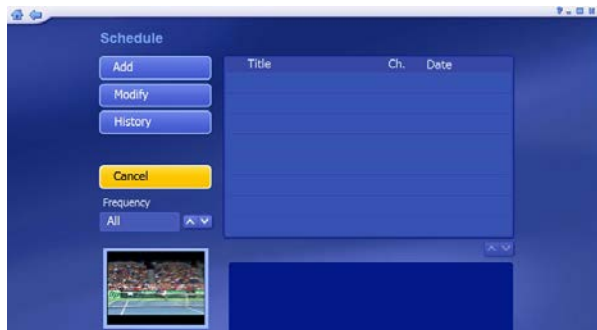 Schedule
Add
Modify
History
Cancel
Frequency
All
Title Ch. Date
?